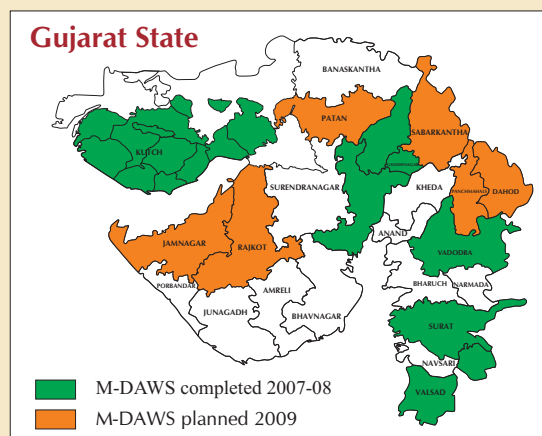 Gujarat State
BANASKANTHA
PATAN
SABARKANTHA
KUTCH
GANDHINAGAR
SURENDRANAGAR
KHEDA
PANCHMAHALS
DAHOD
JAMNAGAR
RAJKOT
ANAND
VADODRA
PORBANDAR
AMRELI
BHARUCH
NARMADA
JUNAGADH
BHAVNAGAR
SURAT
NAVSARI
VALSAD
M-DAWS completed 2007-08
M-DAWS planned 2009